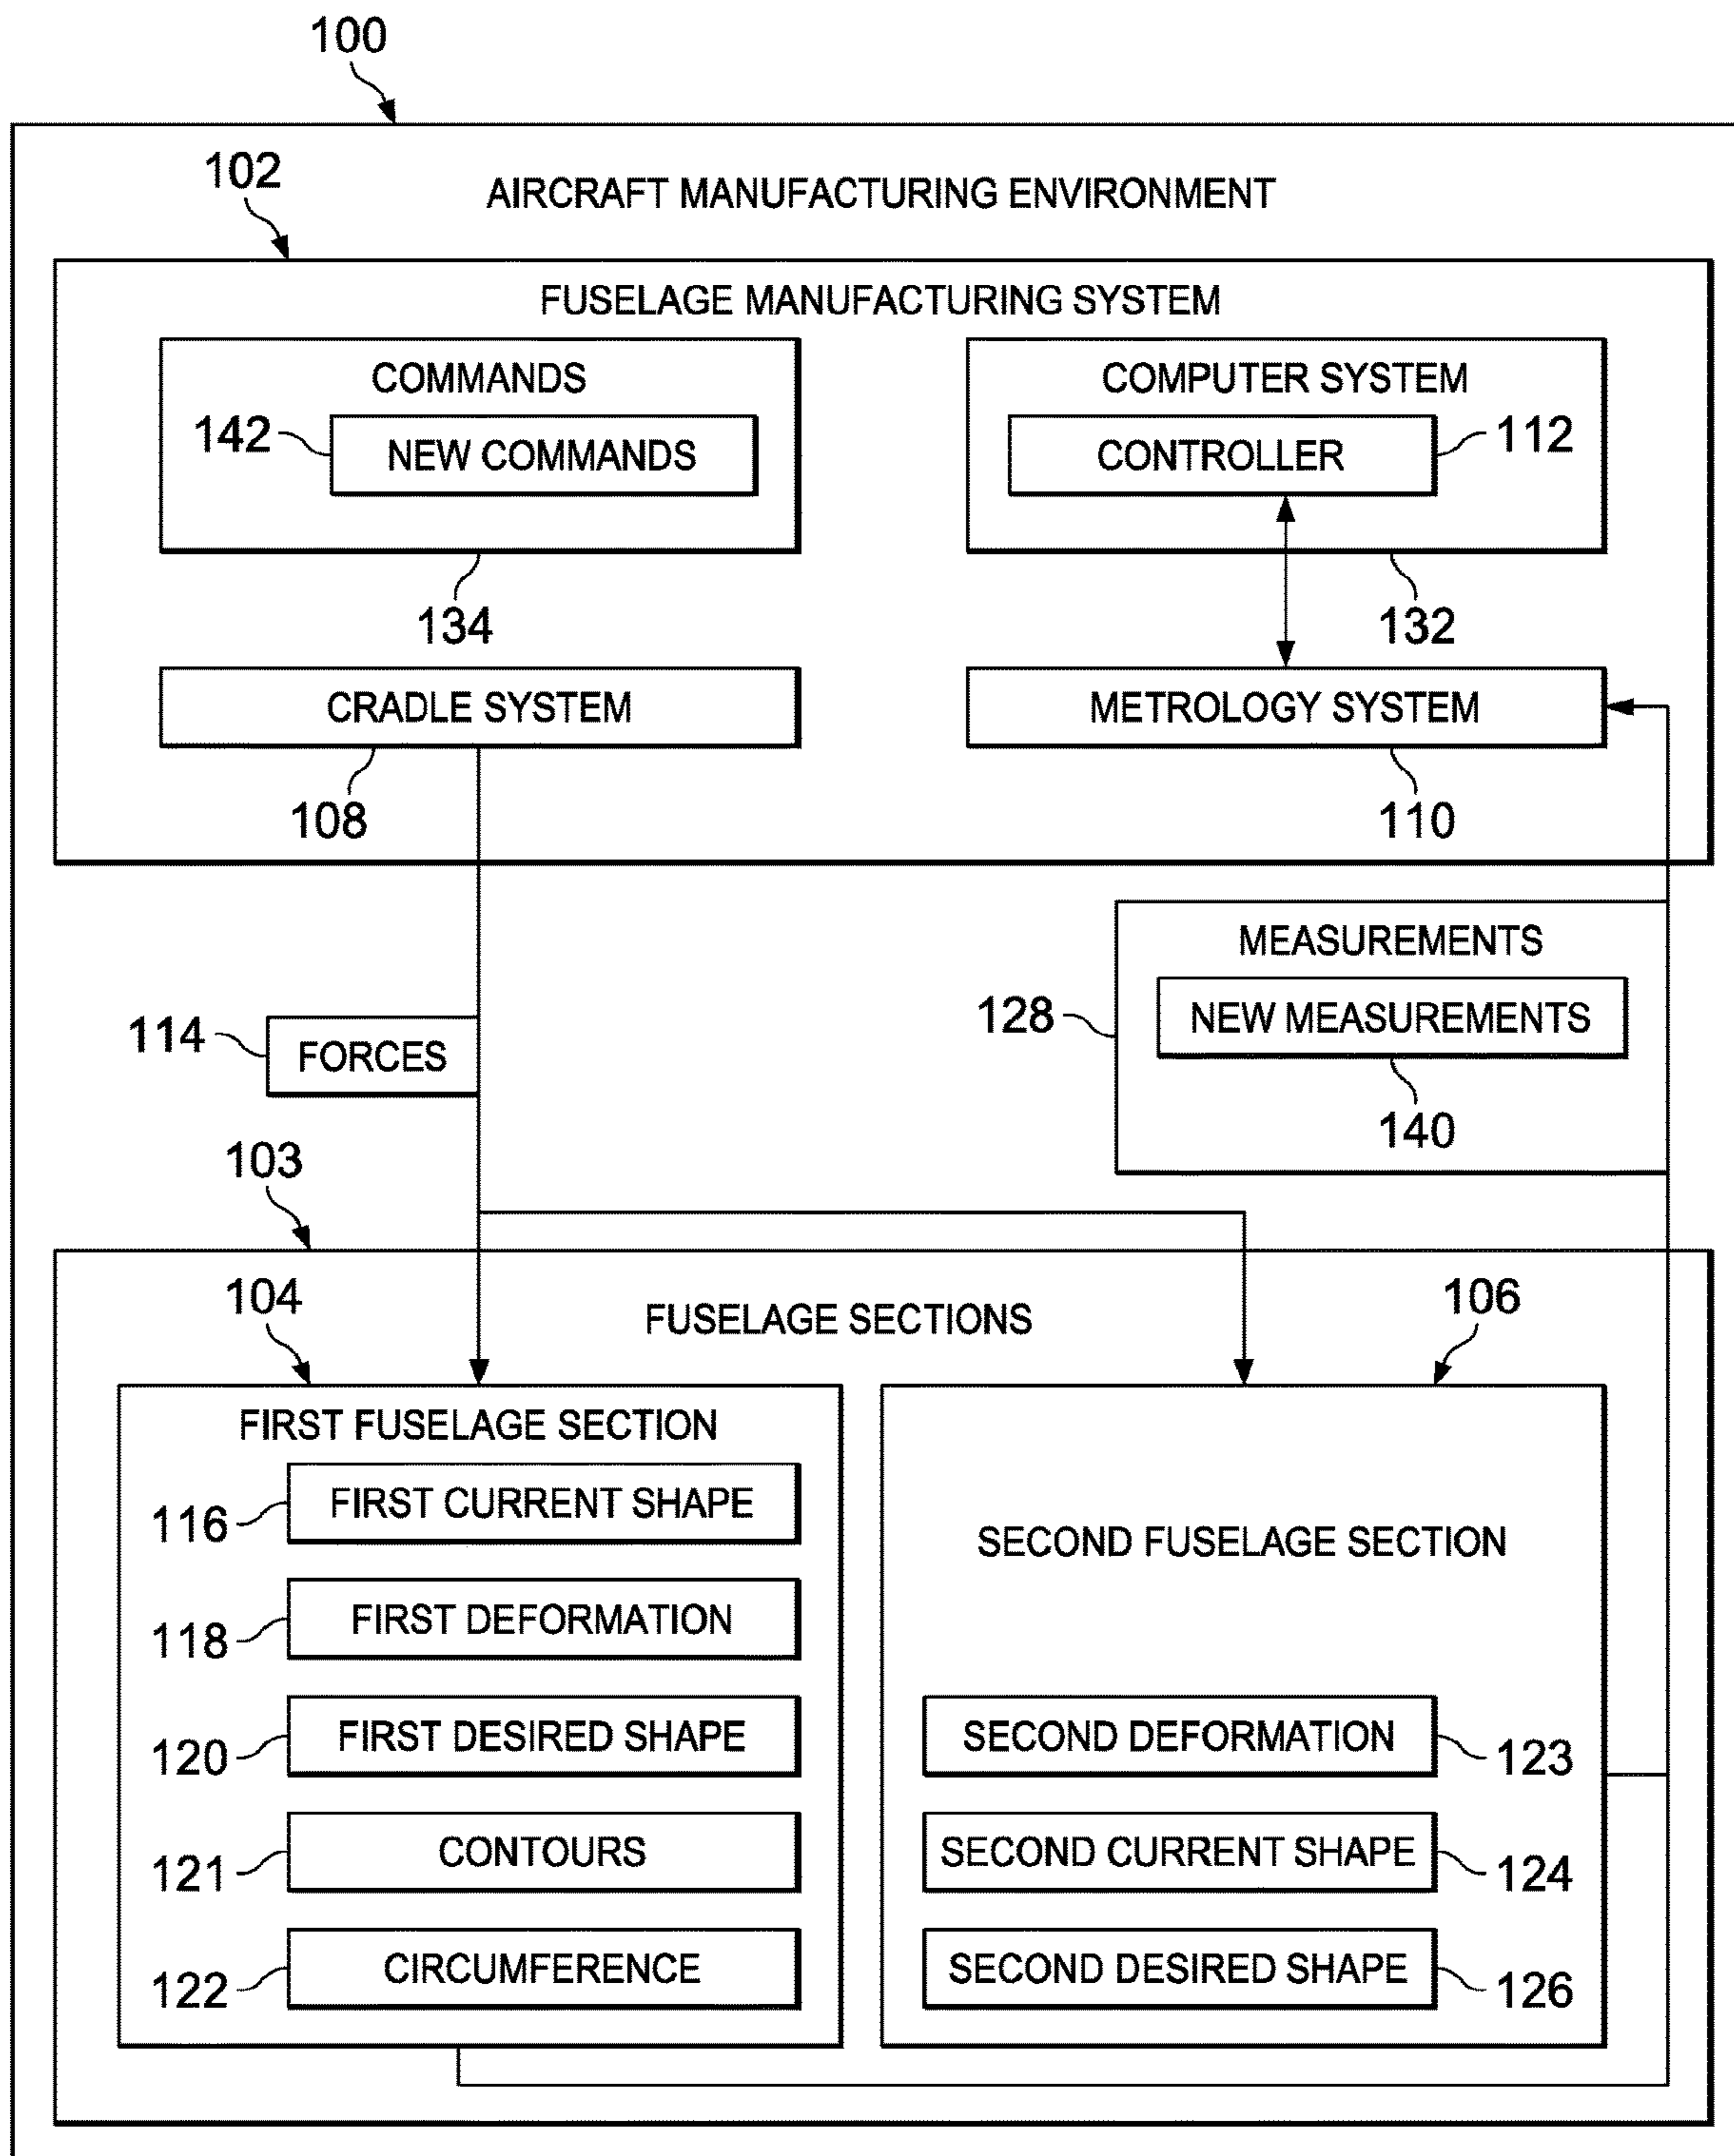 100
102
AIRCRAFT MANUFACTURING ENVIRONMENT
FUSELAGE MANUFACTURING SYSTEM
COMMANDS
142
NEW COMMANDS
134
COMPUTER SYSTEM
CONTROLLER
112
132
CRADLE SYSTEM
108
METROLOGY SYSTEM
110
114
FORCES
MEASUREMENTS
128
NEW MEASUREMENTS
140
103
FUSELAGE SECTIONS
104
FIRST FUSELAGE SECTION
116
FIRST CURRENT SHAPE
118
FIRST DEFORMATION
120
FIRST DESIRED SHAPE
121
CONTOURS
122
CIRCUMFERENCE
106
SECOND FUSELAGE SECTION
SECOND DEFORMATION
123
SECOND CURRENT SHAPE
124
SECOND DESIRED SHAPE
126